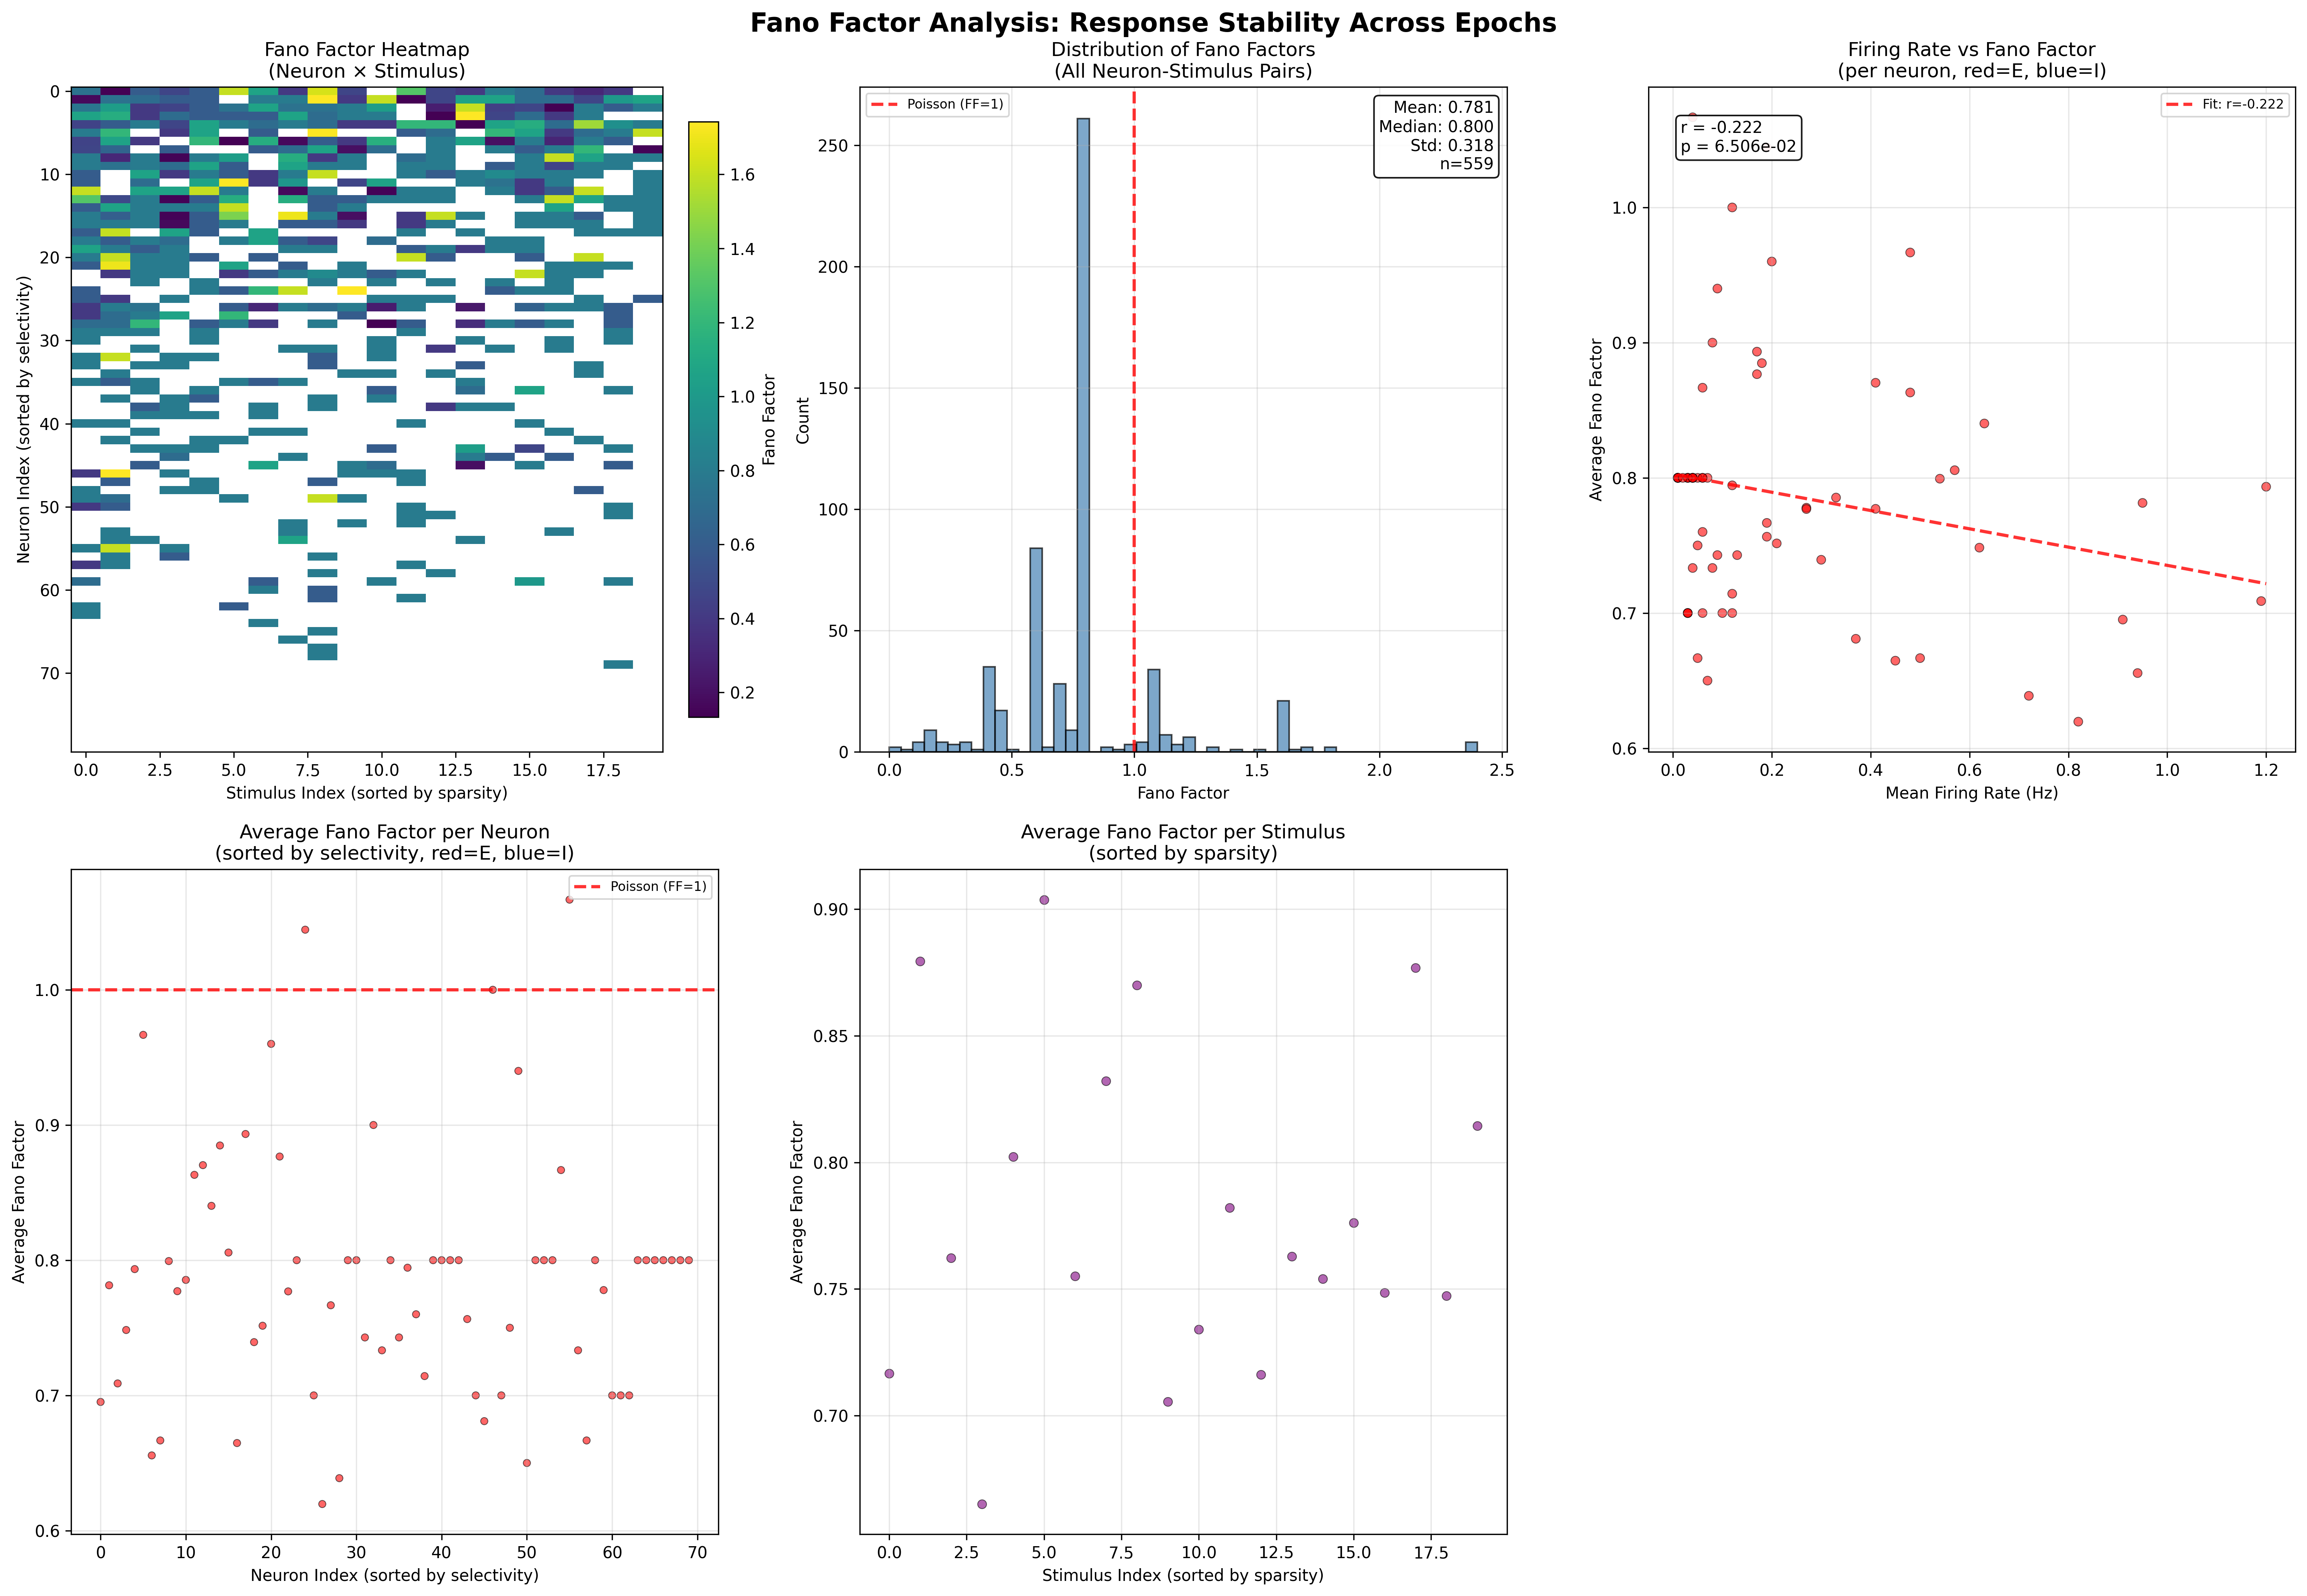 Fano Factor Analysis: Response Stability Across Epochs
Fano Factor Heatmap
(Neuron × Stimulus)
0
10
20
30
40
50
60
70
Neuron Index (sorted by selectivity)
0.0
2.5
5.0
7.5
10.0
12.5
15.0
17.5
Stimulus Index (sorted by sparsity)
1.6
1.4
1.2
1.0
0.8
0.6
0.4
0.2
Fano Factor
Distribution of Fano Factors
(All Neuron-Stimulus Pairs)
Poisson (FF=1)
Mean: 0.781
Median: 0.800
Std: 0.318
n=559
250
200
150
100
50
0
Count
0.0
0.5
1.0
1.5
2.0
2.5
Fano Factor
Firing Rate vs Fano Factor
(per neuron, red=E, blue=I)
Fit: r=-0.222
r = -0.222
p = 6.506e-02
1.0
0.9
0.8
0.7
0.6
Average Fano Factor
0.0
0.2
0.4
0.6
0.8
1.0
1.2
Mean Firing Rate (Hz)
Average Fano Factor per Neuron
(sorted by selectivity, red=E, blue=I)
Poisson (FF=1)
1.0
0.9
0.8
0.7
0.6
Average Fano Factor
0
10
20
30
40
50
60
70
Neuron Index (sorted by selectivity)
Average Fano Factor per Stimulus
(sorted by sparsity)
0.90
0.85
0.80
0.75
0.70
Average Fano Factor
0.0
2.5
5.0
7.5
10.0
12.5
15.0
17.5
Stimulus Index (sorted by sparsity)